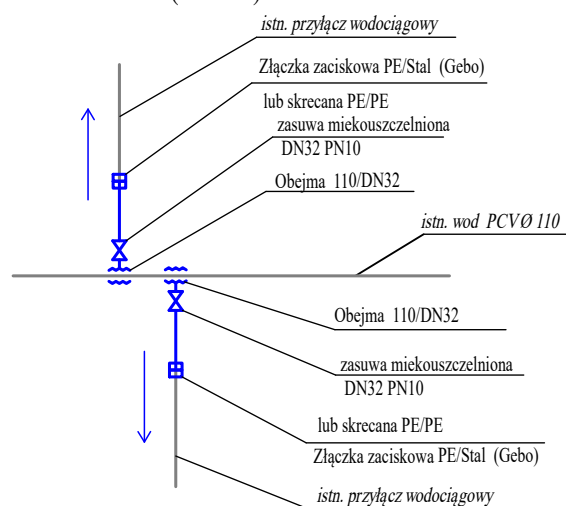 istn. przyłącz wodociągowy
Złączka zaciskowa PE/Stal (Gebo)
lub skrecana PE/PE
zasuwa miekouszczelniona
DN32 PN10
Obejma 110/DN32
istn. wod PCVØ 110
Obejma 110/DN32
zasuwa miekouszczelniona
DN32 PN10
lub skrecana PE/PE
Złączka zaciskowa PE/Stal (Gebo)
istn. przyłącz wodociągowy